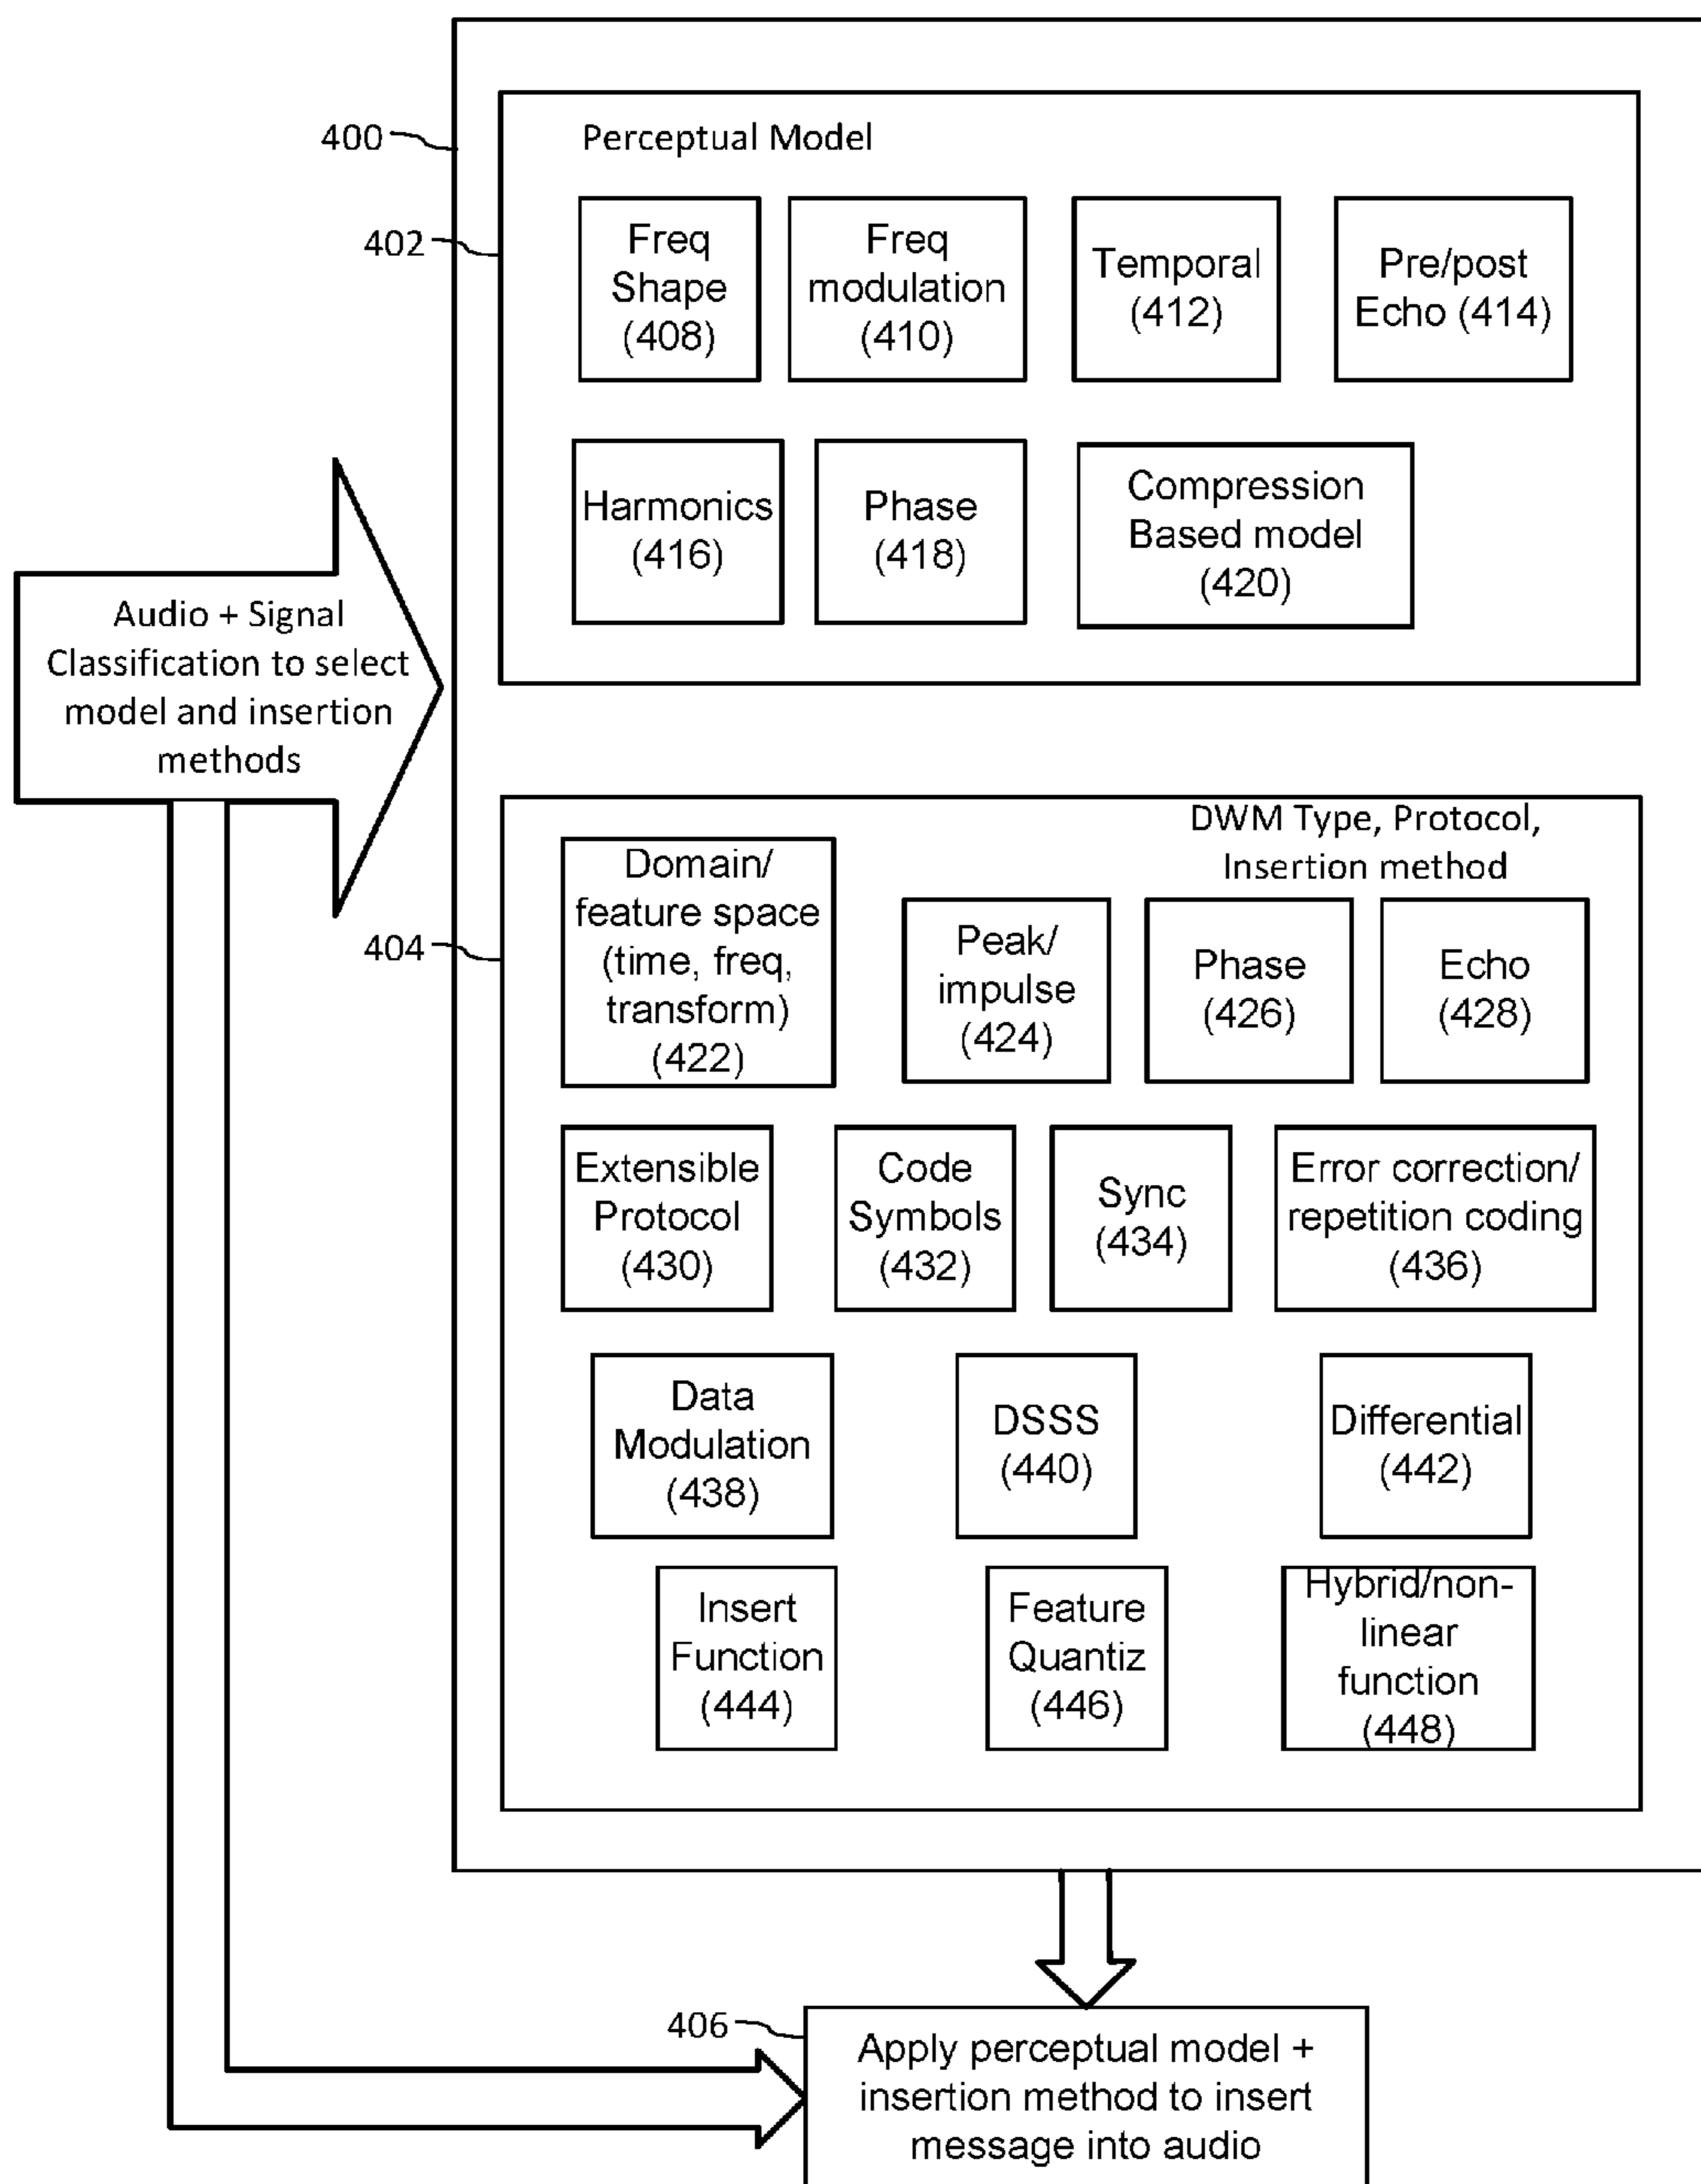 400
Perceptual Model
402
Freq
Shape
(408)
Freq
modulation
(410)
Temporal
(412)
Pre/post
Echo (414)
Harmonics
(416)
Phase
(418)
Compression
Based model
(420)
Audio + Signal
Classification to select
model and insertion
methods
404
DWM Type, Protocol,
Insertion method
Domain/
feature space
(time, freq,
transform)
(422)
Peak/
impulse
(424)
Phase
(426)
Echo
(428)
Extensible
Protocol
(430)
Code
Symbols
(432)
Sync
(434)
Error correction/
repetition coding
(436)
Data
Modulation
(438)
DSSS
(440)
Differential
(442)
Insert
Function
(444)
Feature
Quantiz
(446)
Hybrid/non-
linear
function
(448)
406
Apply perceptual model +
insertion method to insert
message into audio